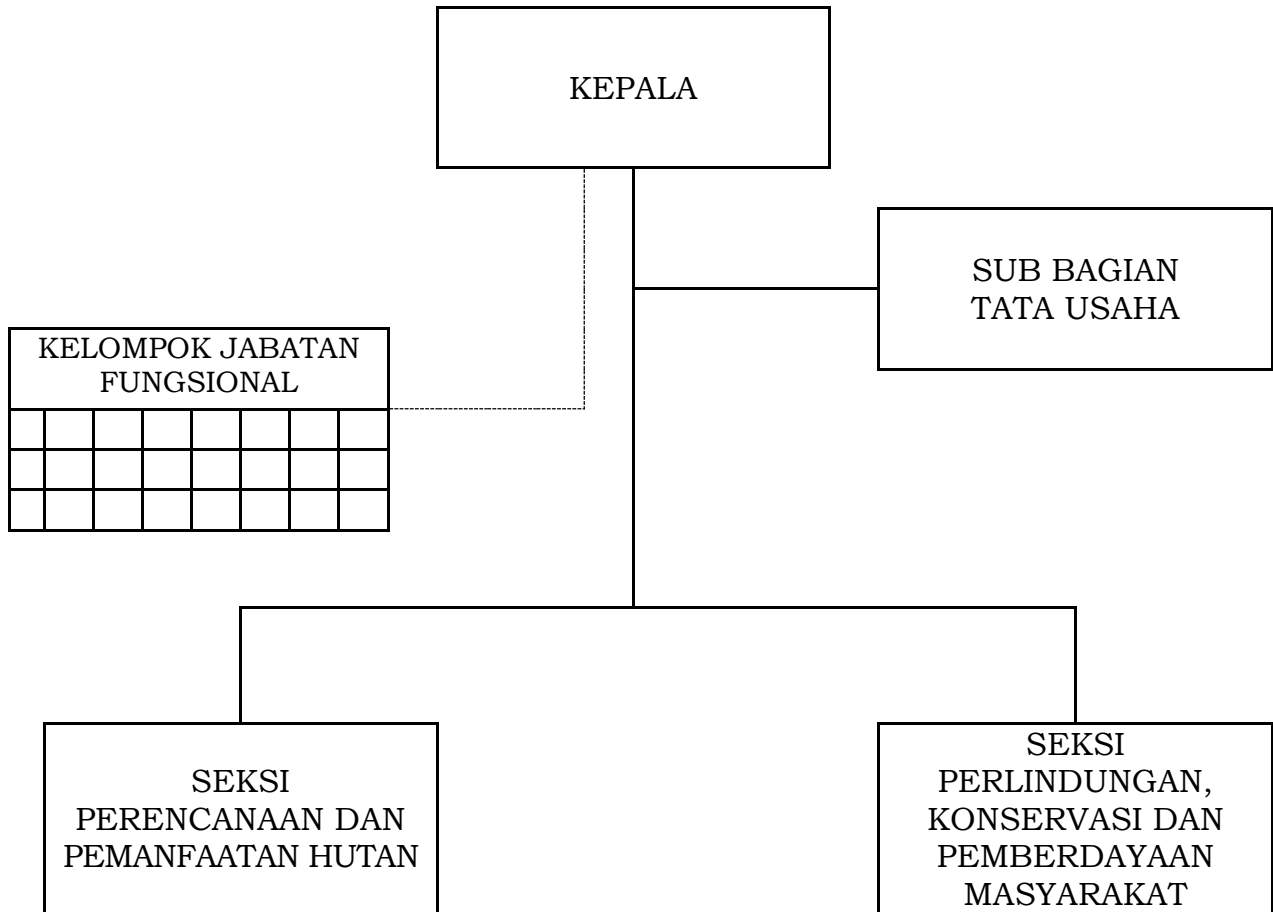 KEPALA
SUB BAGIAN
TATA USAHA
KELOMPOK JABATAN
FUNGSIONAL
SEKSI
PERENCANAAN DAN
PEMANFAATAN HUTAN
SEKSI
PERLINDUNGAN,
KONSERVASI DAN
PEMBERDAYAAN
MASYARAKAT